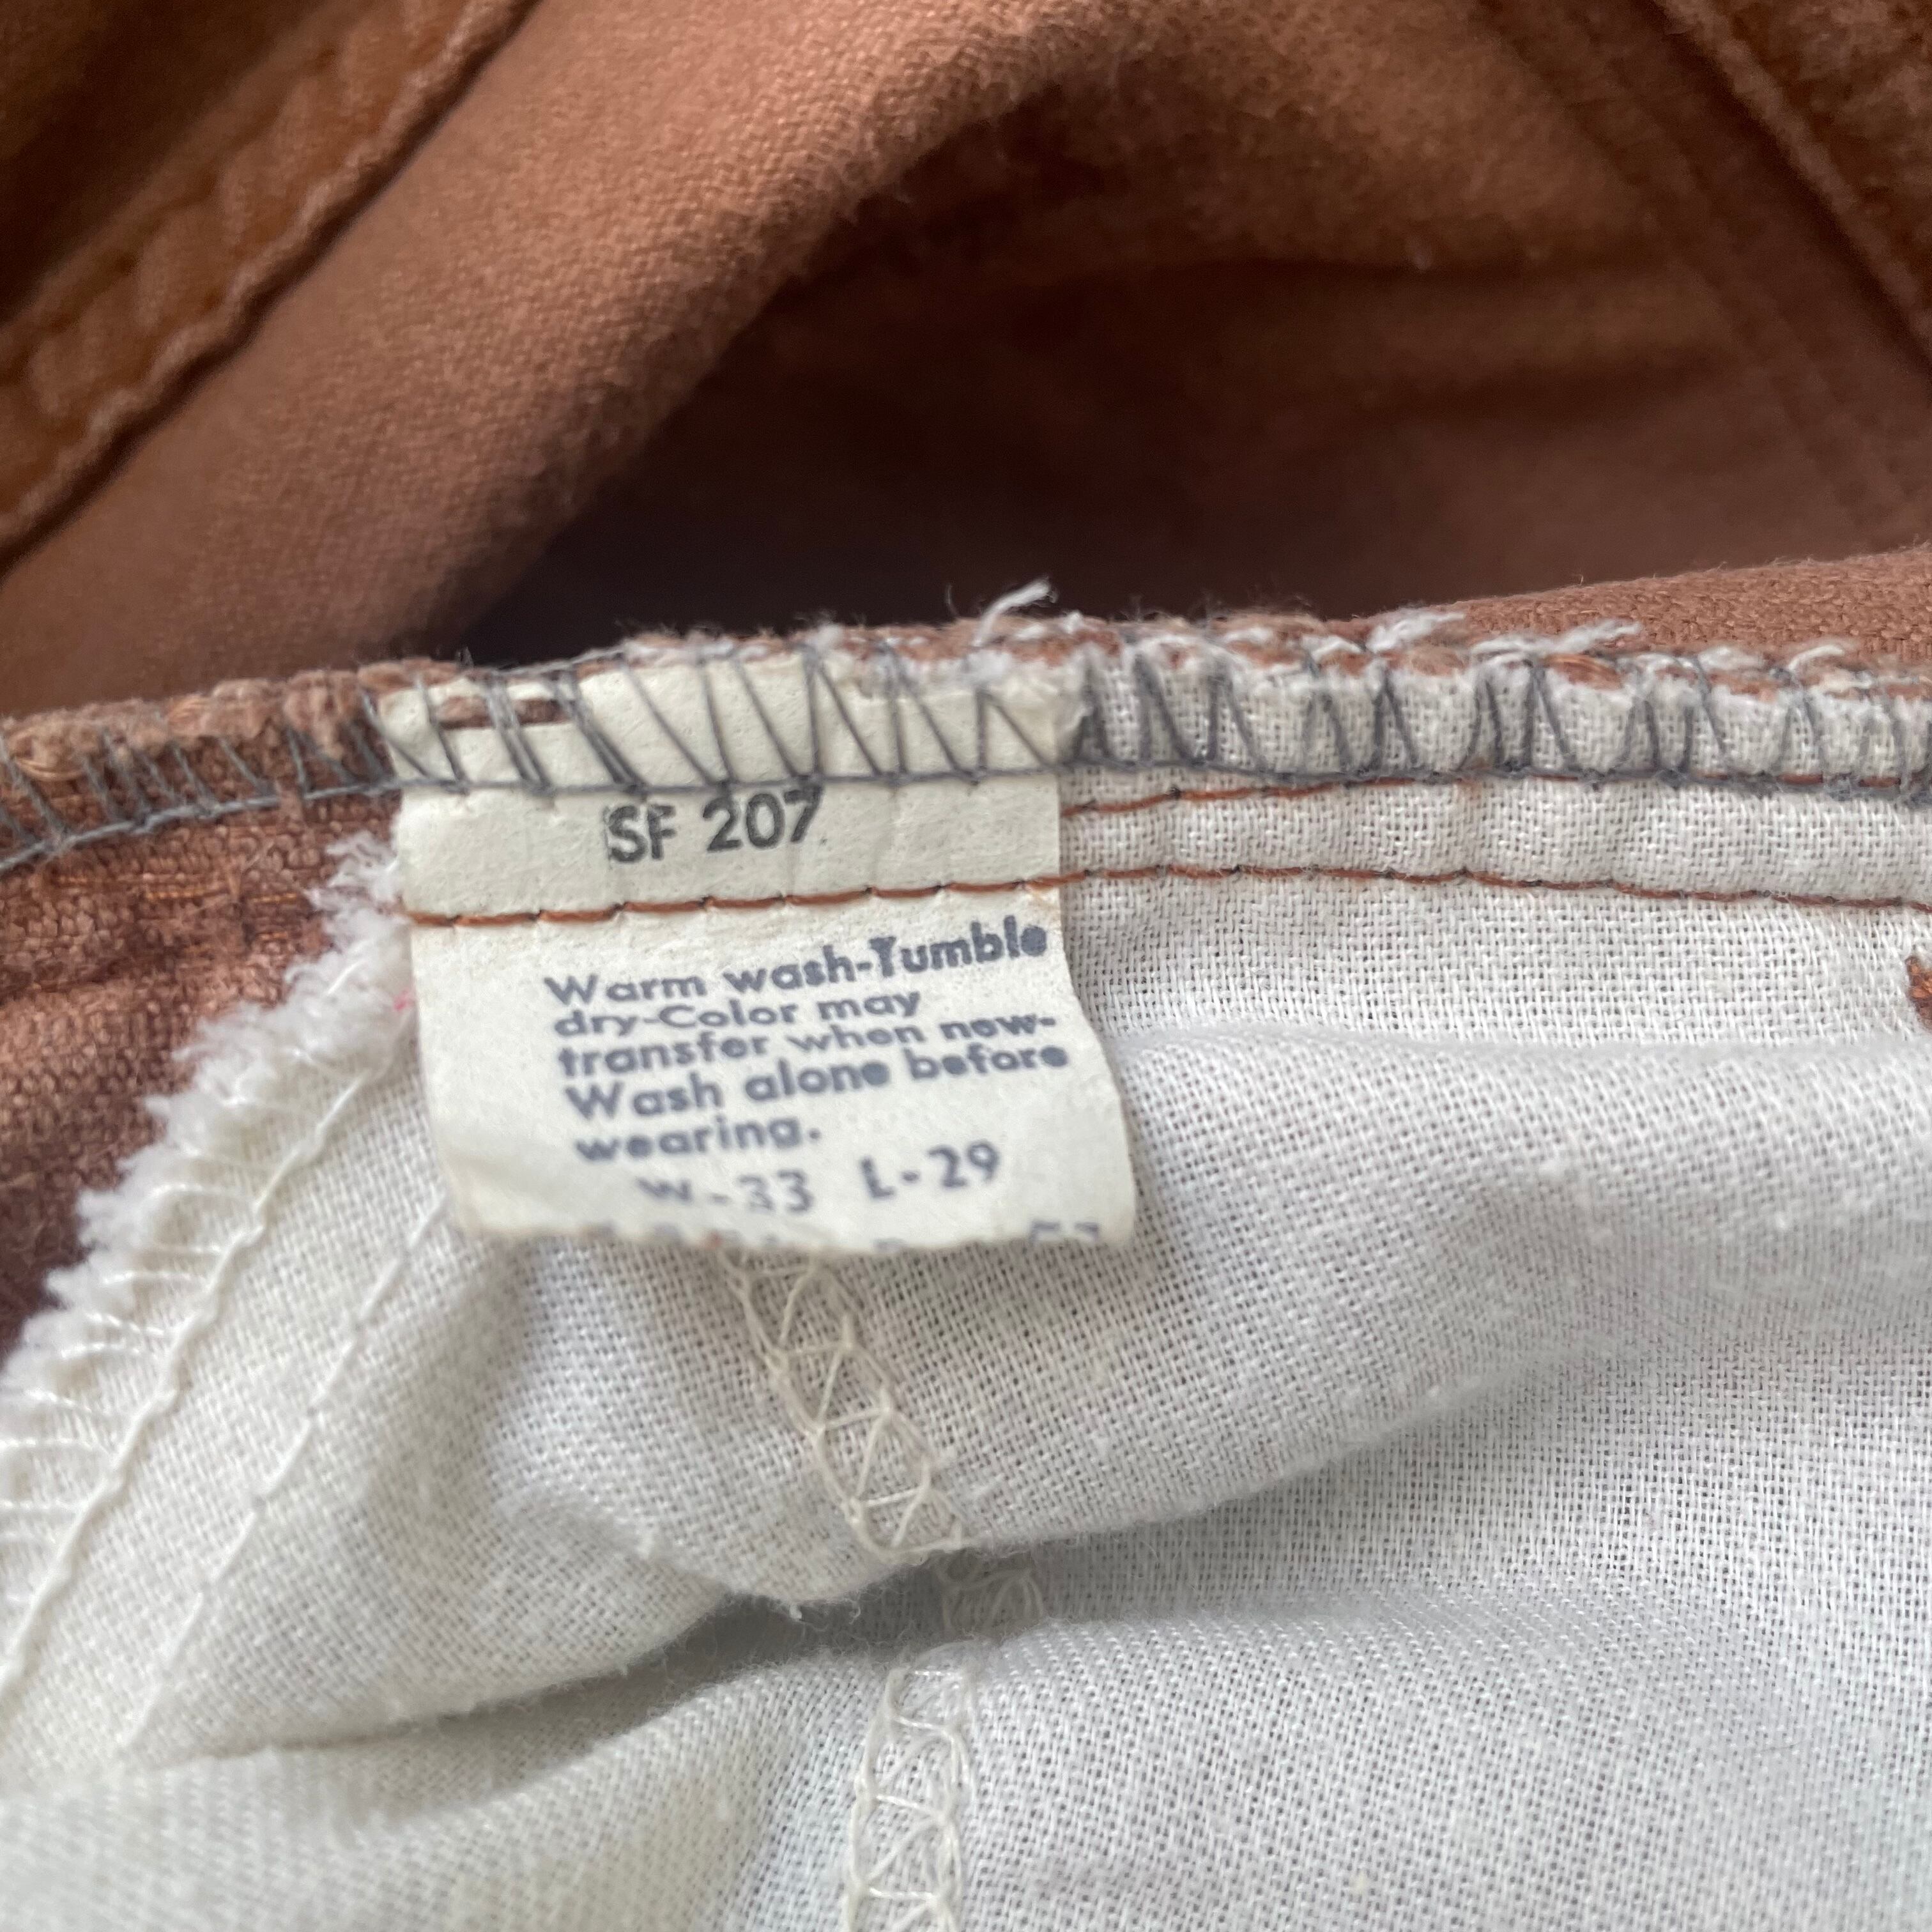 SF 207
Warm wash-Tumble
dry-Color may
transfer when new-
Wash alone before
wearing.
W-33 L-29